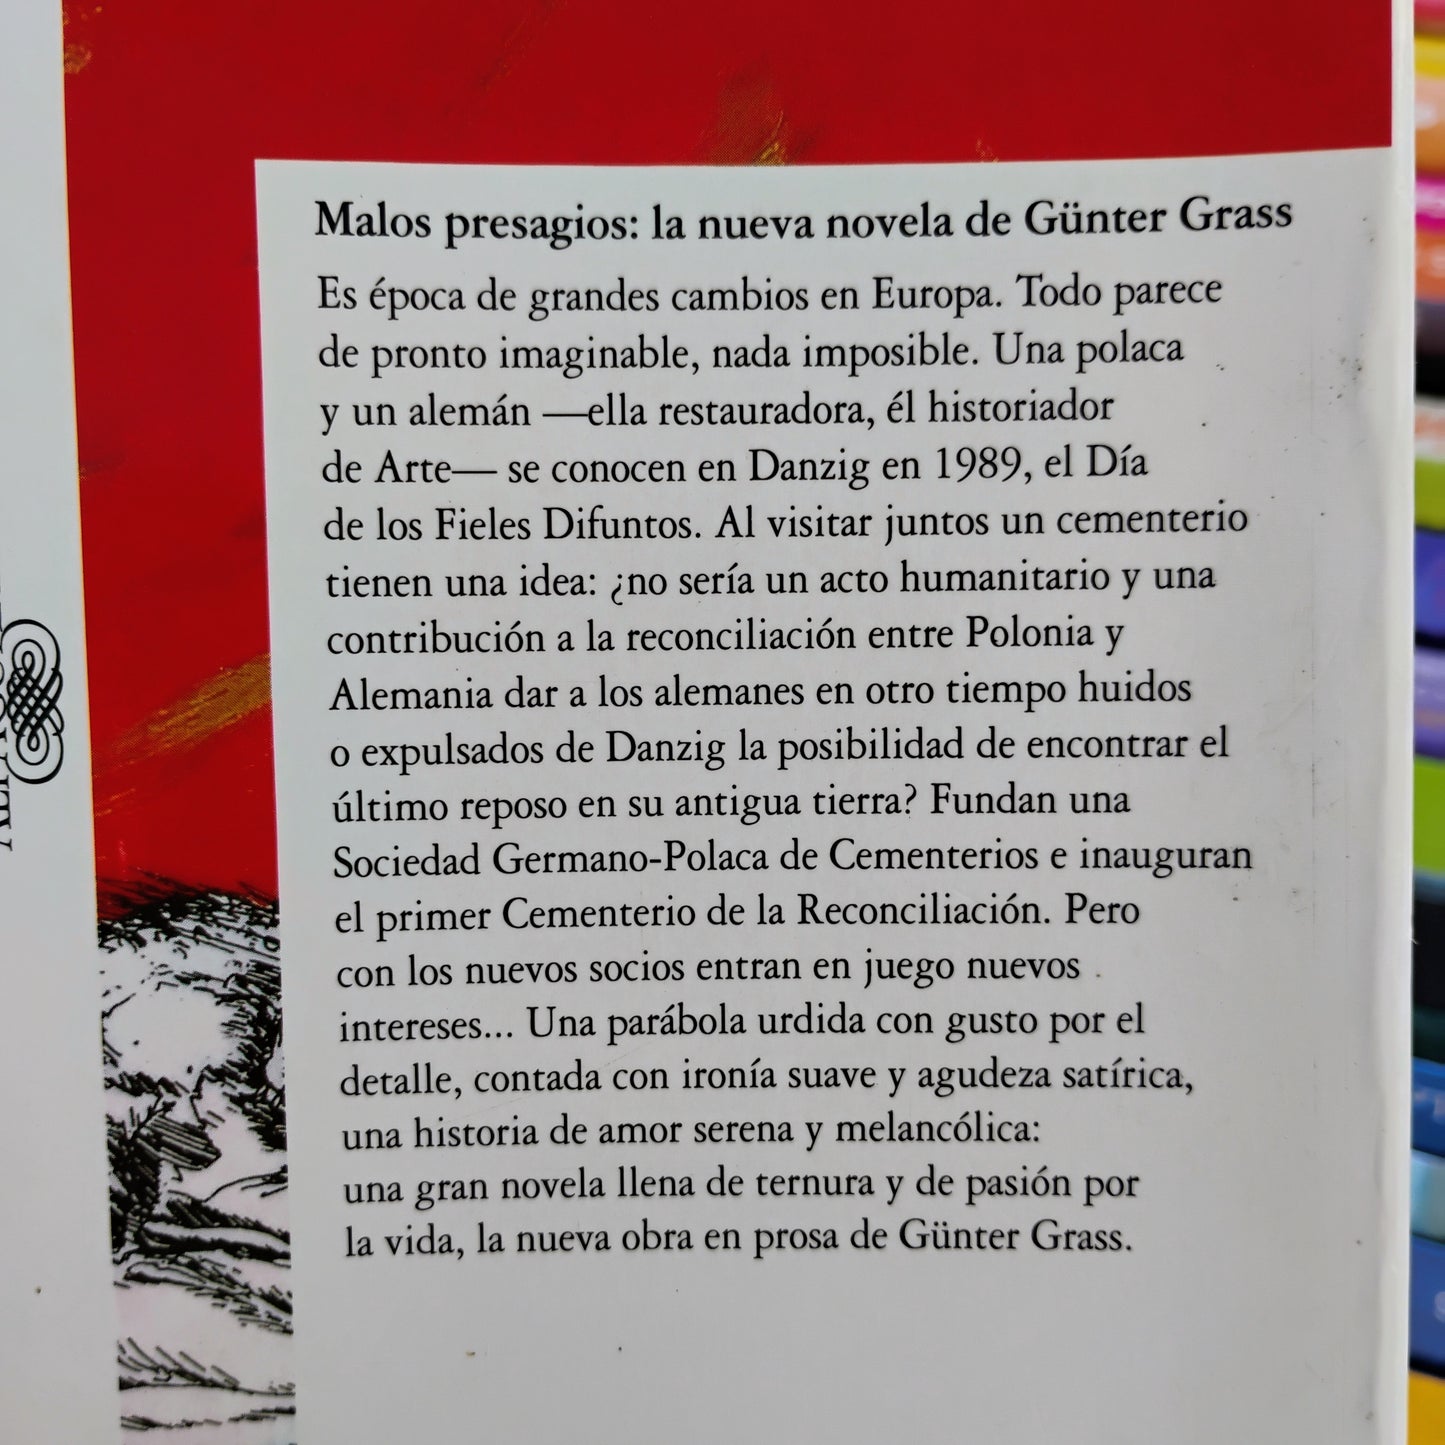 Malos presagios: la nueva novela de Günter Grass
Es época de grandes cambios en Europa. Todo parece
de pronto imaginable, nada imposible. Una polaca
y un alemán —ella restauradora, él historiador
de Arte— se conocen en Danzig en 1989, el Día
de los Fieles Difuntos. Al visitar juntos un cementerio
tienen una idea: ¿no sería un acto humanitario y una
contribución a la reconciliación entre Polonia y
Alemania dar a los alemanes en otro tiempo huidos
o expulsados de Danzig la posibilidad de encontrar el
último reposo en su antigua tierra? Fundan una
Sociedad Germano-Polaca de Cementerios e inauguran
el primer Cementerio de la Reconciliación. Pero
con los nuevos socios entran en juego nuevos
intereses... Una parábola urdida con gusto por el
detalle, contada con ironía suave y agudeza satírica,
una historia de amor serena y melancólica:
una gran novela llena de ternura y de pasión por
la vida, la nueva obra en prosa de Günter Grass.